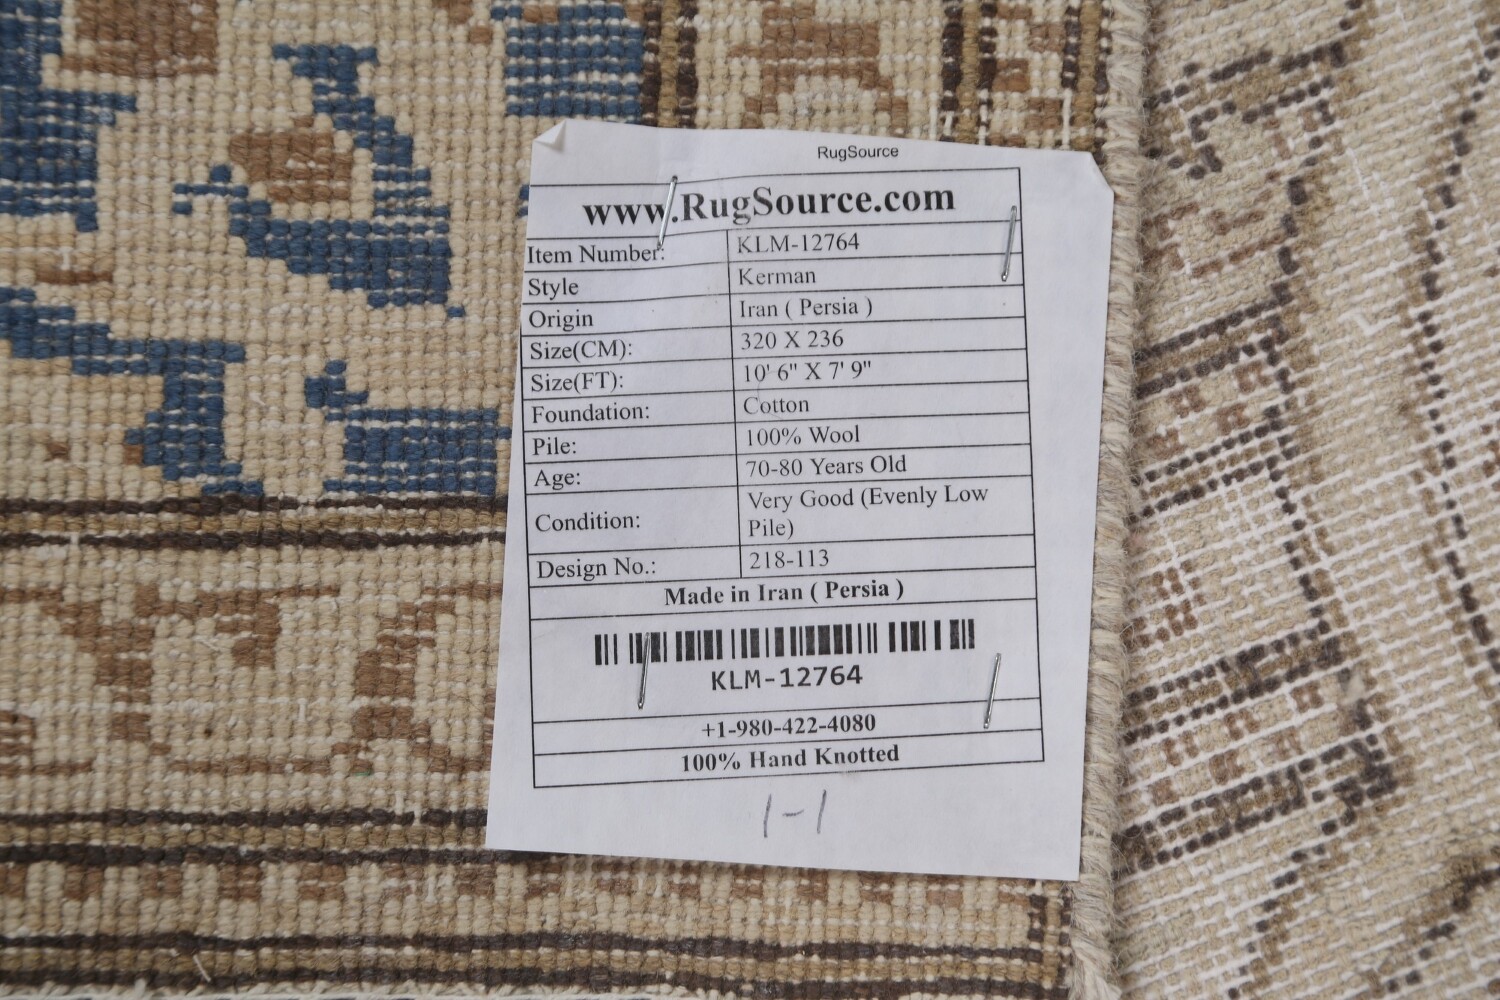 RugSource
www.RugSource.com
Item Number: KLM-12764
Style Kerman
Origin Iran ( Persia )
Size(CM): 320 X 236
Size(FT): 10' 6" X 7' 9"
Foundation: Cotton
Pile: 100% Wool
Age: 70-80 Years Old
Condition: Very Good (Evenly Low
Pile)
Design No.: 218-113
Made in Iran ( Persia )
KLM-12764
+1-980-422-4080
100% Hand Knotted
1-1